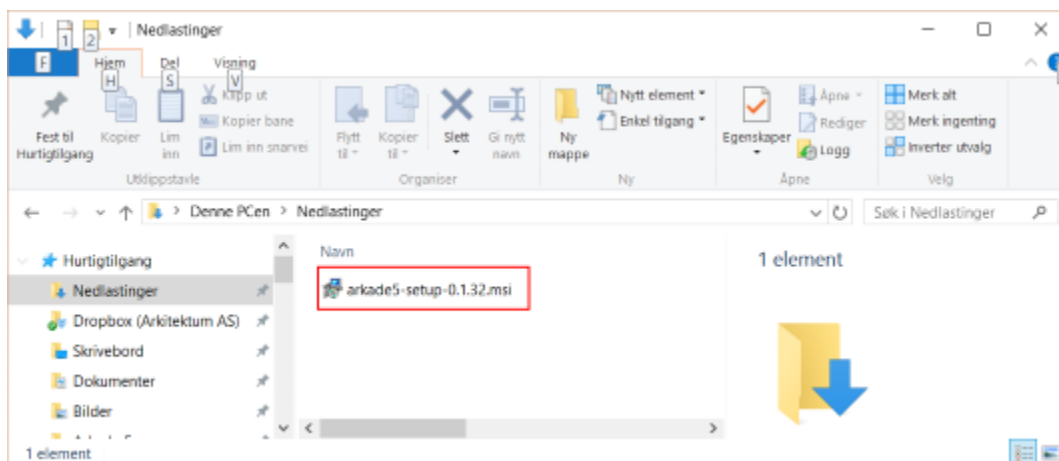 1 2 Nedlastinger
F Hjem Del Visning
H S V
Fest til Hurtigtilgang
Kopier
Lim inn
Klipp ut
Kopier bane
Lim inn snarvei
Utklippstavle
Flytt til
Kopier til
Slett
Gi nytt navn
Organiser
Ny mappe
Nytt element
Enkel tilgang
Ny
Egenskaper
Åpne
Rediger
Logg
Åpne
Merk alt
Merk ingenting
Inverter utvalg
Velg
Denne PCen > Nedlastinger
Søk i Nedlastinger
Hurtigtilgang
Nedlastinger
Dropbox (Arkitektum AS)
Skrivebord
Dokumenter
Bilder
Navn
arkade5-setup-0.1.32.msi
1 element
1 element